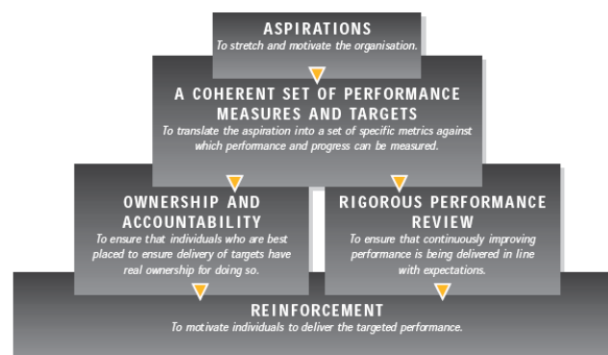 ASPIRATIONS
To stretch and motivate the organisation.
A COHERENT SET OF PERFORMANCE
MEASURES AND TARGETS
To translate the aspiration into a set of specific metrics against
which performance and progress can be measured.
OWNERSHIP AND
ACCOUNTABILITY
To ensure that individuals who are best
placed to ensure delivery of targets have
real ownership for doing so.
RIGOROUS PERFORMANCE
REVIEW
To ensure that continuously improving
performance is being delivered in line
with expectations.
REINFORCEMENT
To motivate individuals to deliver the targeted performance.